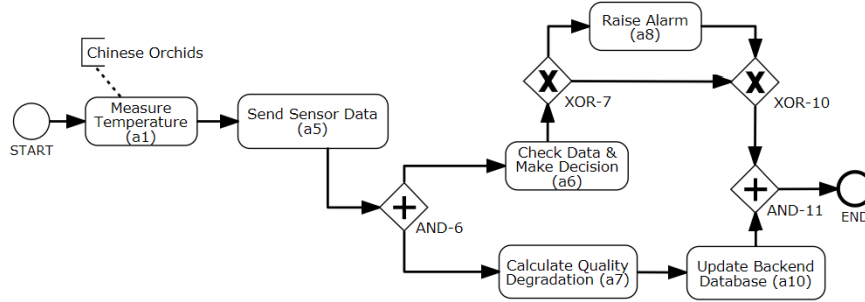 Chinese Orchids
Measure
Temperature
(a1)
START
Send Sensor Data
(a5)
AND-6
Check Data &
Make Decision
(a6)
XOR-7
Raise Alarm
(a8)
XOR-10
Calculate Quality
Degradation (a7)
Update Backend
Database (a10)
AND-11
END